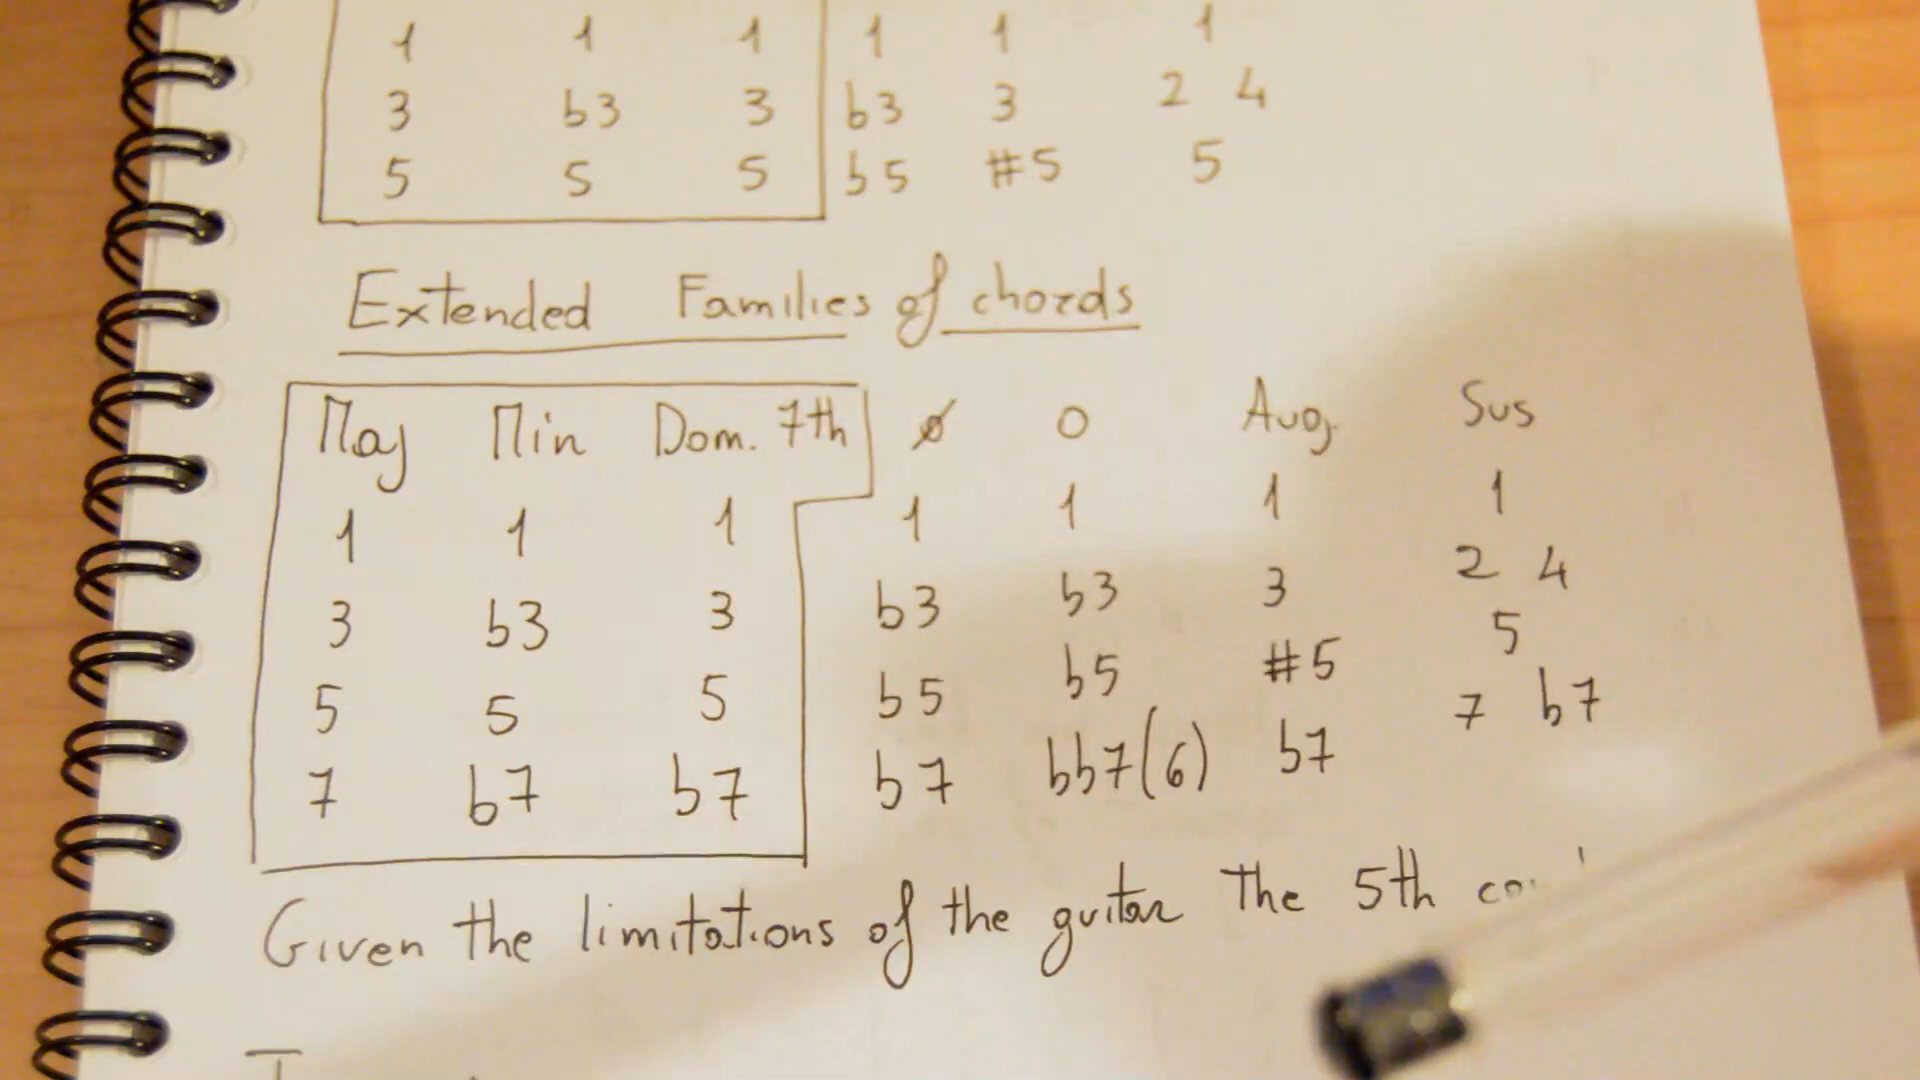 1 1 1 1 1 1
3 b3 3 b3 3 2 4
5 5 5 b5 #5 5
Extended Families of chords
Maj Min Dom. 7th ø o Aug. Sus
1 1 1 1 1 1 1
3 b3 3 b3 b3 3 2 4
5 5 5 b5 b5 #5 5
7 b7 b7 b7 bb7(6) b7 7 b7
Given the limitations of the guitar The 5th